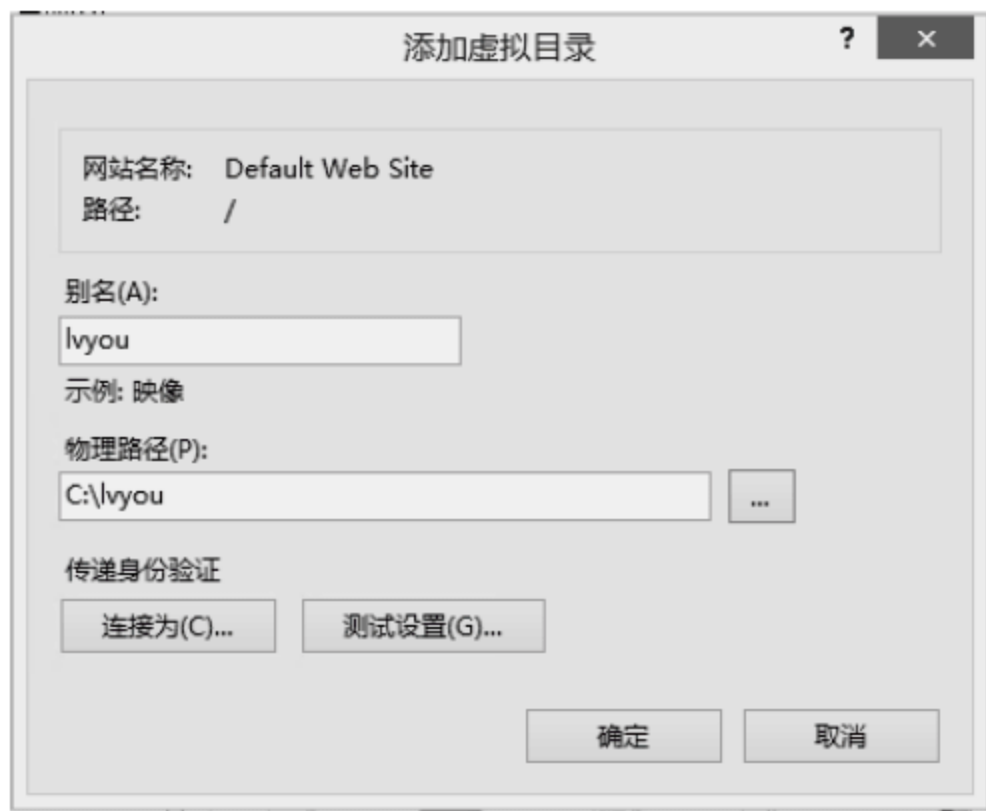 添加虚拟目录 ? ×
网站名称: Default Web Site
路径: /
别名(A):
lvyou
示例: 映像
物理路径(P):
C:\lvyou
...
传递身份验证
连接为(C)... 测试设置(G)...
确定 取消